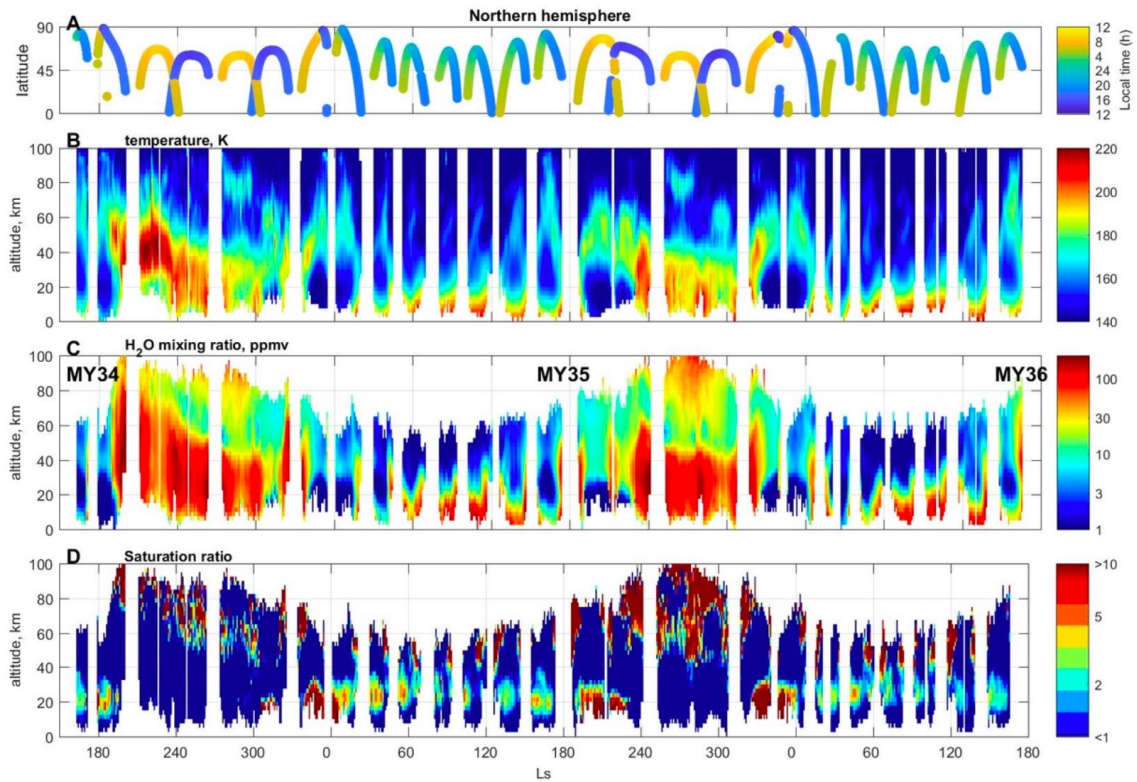 Northern hemisphere
A
90
45
0
latitude
12
8
4
24
20
16
12
Local time (h)
B
temperature, K
100
80
60
40
20
0
altitude, km
220
200
180
160
140
C
H₂O mixing ratio, ppmv
MY34
MY35
MY36
100
80
60
40
20
0
altitude, km
100
30
10
3
1
D
Saturation ratio
100
80
60
40
20
0
altitude, km
>10
5
2
<1
180 240 300 0 60 120 180 240 300 0 60 120 180
Ls